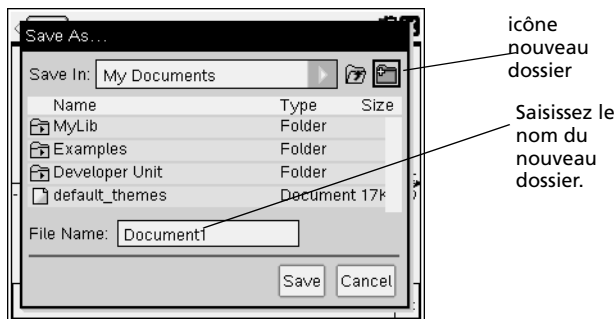 Save As...
Save In: My Documents
Name Type Size
MyLib Folder
Examples Folder
Developer Unit Folder
default_themes Document 17K
File Name: Document1
Save Cancel
icône
nouveau
dossier
Saisissez le
nom du
nouveau
dossier.